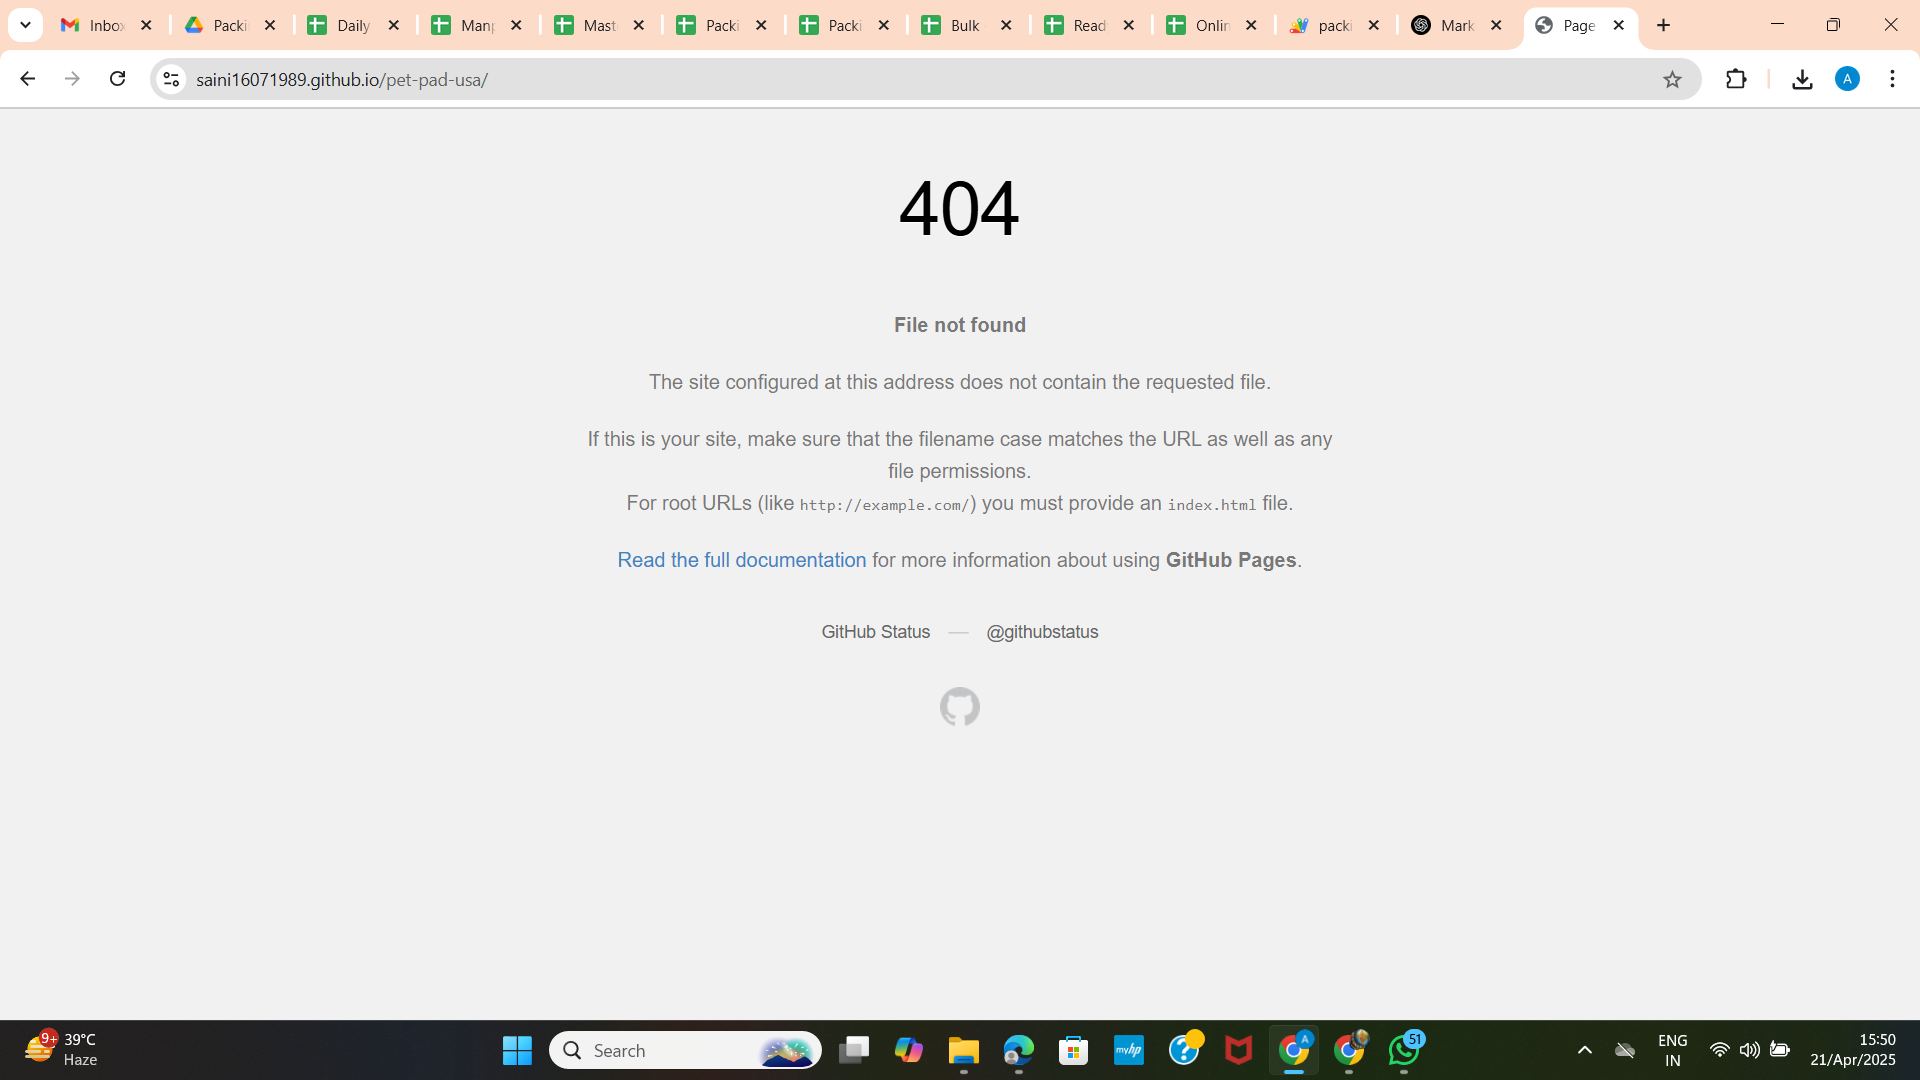 Inbox
Packi
Daily
Manp
Mast
Packi
Packi
Bulk
Read
Onlin
packi
Mark
Page
saini16071989.github.io/pet-pad-usa/
A
404
File not found
The site configured at this address does not contain the requested file.
If this is your site, make sure that the filename case matches the URL as well as any
file permissions.
For root URLs (like http://example.com/) you must provide an index.html file.
Read the full documentation for more information about using GitHub Pages.
GitHub Status — @githubstatus
9+
39°C
Haze
Search
myhp
A
51
ENG
IN
15:50
21/Apr/2025